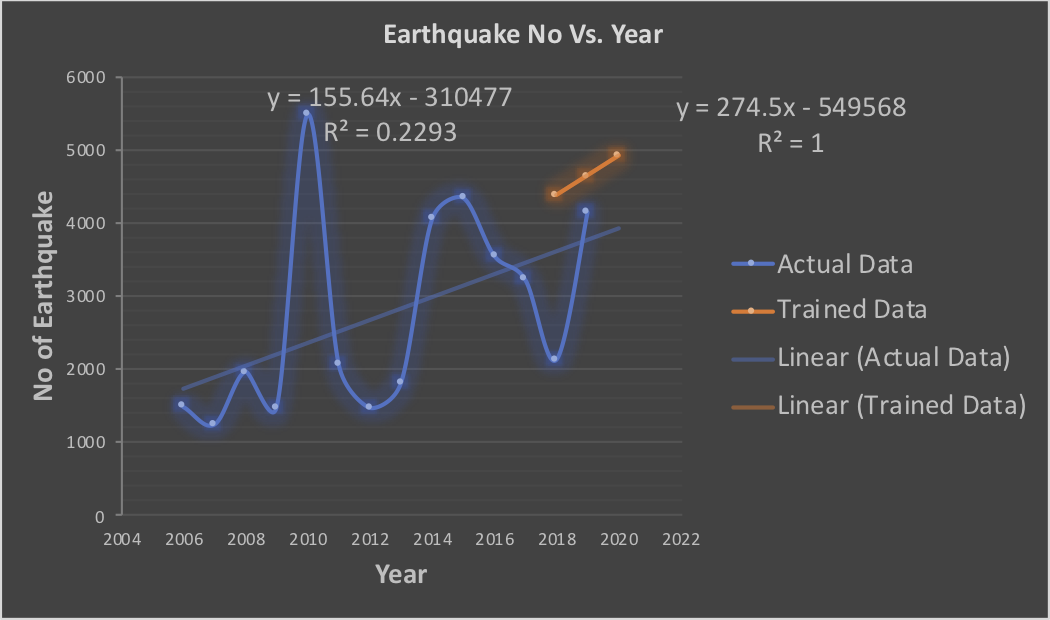 Earthquake No Vs. Year
y = 155.64x - 310477
R² = 0.2293
y = 274.5x - 549568
R² = 1
No of Earthquake
6000
5000
4000
3000
2000
1000
0
2004 2006 2008 2010 2012 2014 2016 2018 2020 2022
Year
Actual Data
Trained Data
Linear (Actual Data)
Linear (Trained Data)